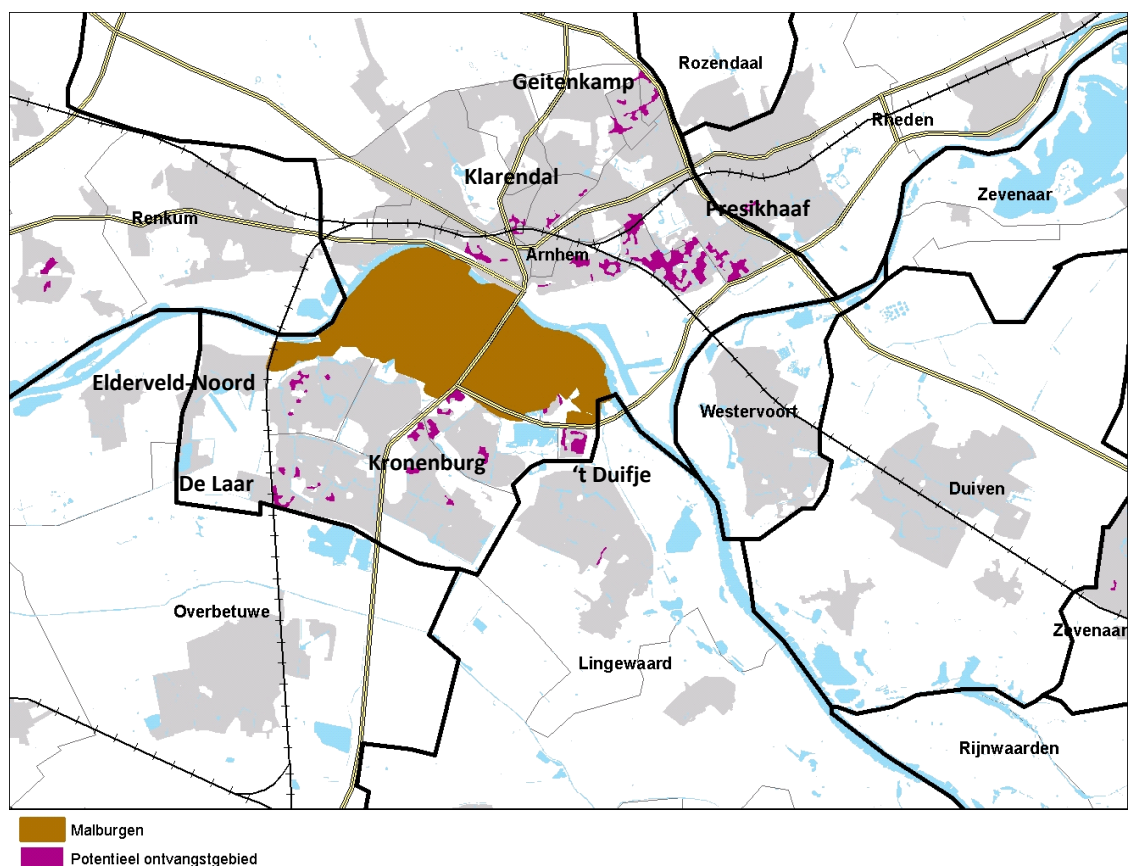 Rozendaal
Geitenkamp
Rheden
Klarendal
Zevenaar
Presikhaaf
Renkum
Arnhem
Elderveld-Noord
Westervoort
Kronenburg
't Duifje
De Laar
Duiven
Overbetuwe
Zevenaar
Lingewaard
Rijnwaarden
Malburgen
Potentieel ontvangstgebied